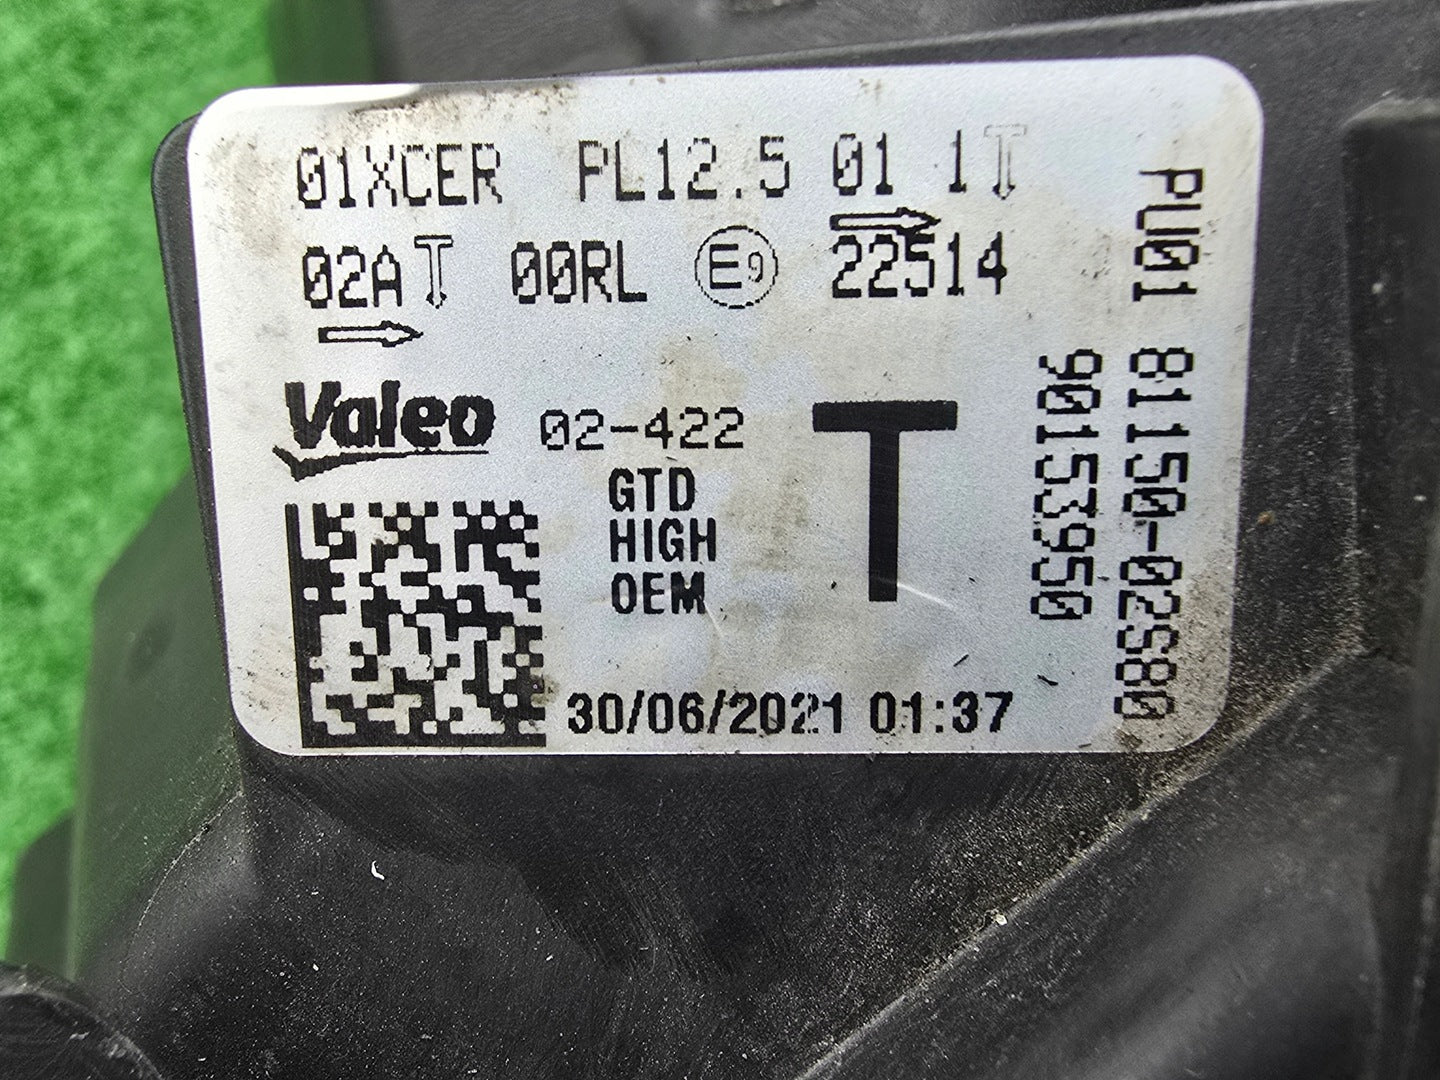 01XCER PL12.5 01 1T
02AT 00RL E9 22514
Valeo 02-422
GTD
HIGH
OEM
T
30/06/2021 01:37
PU01 81150-02S80
90153950